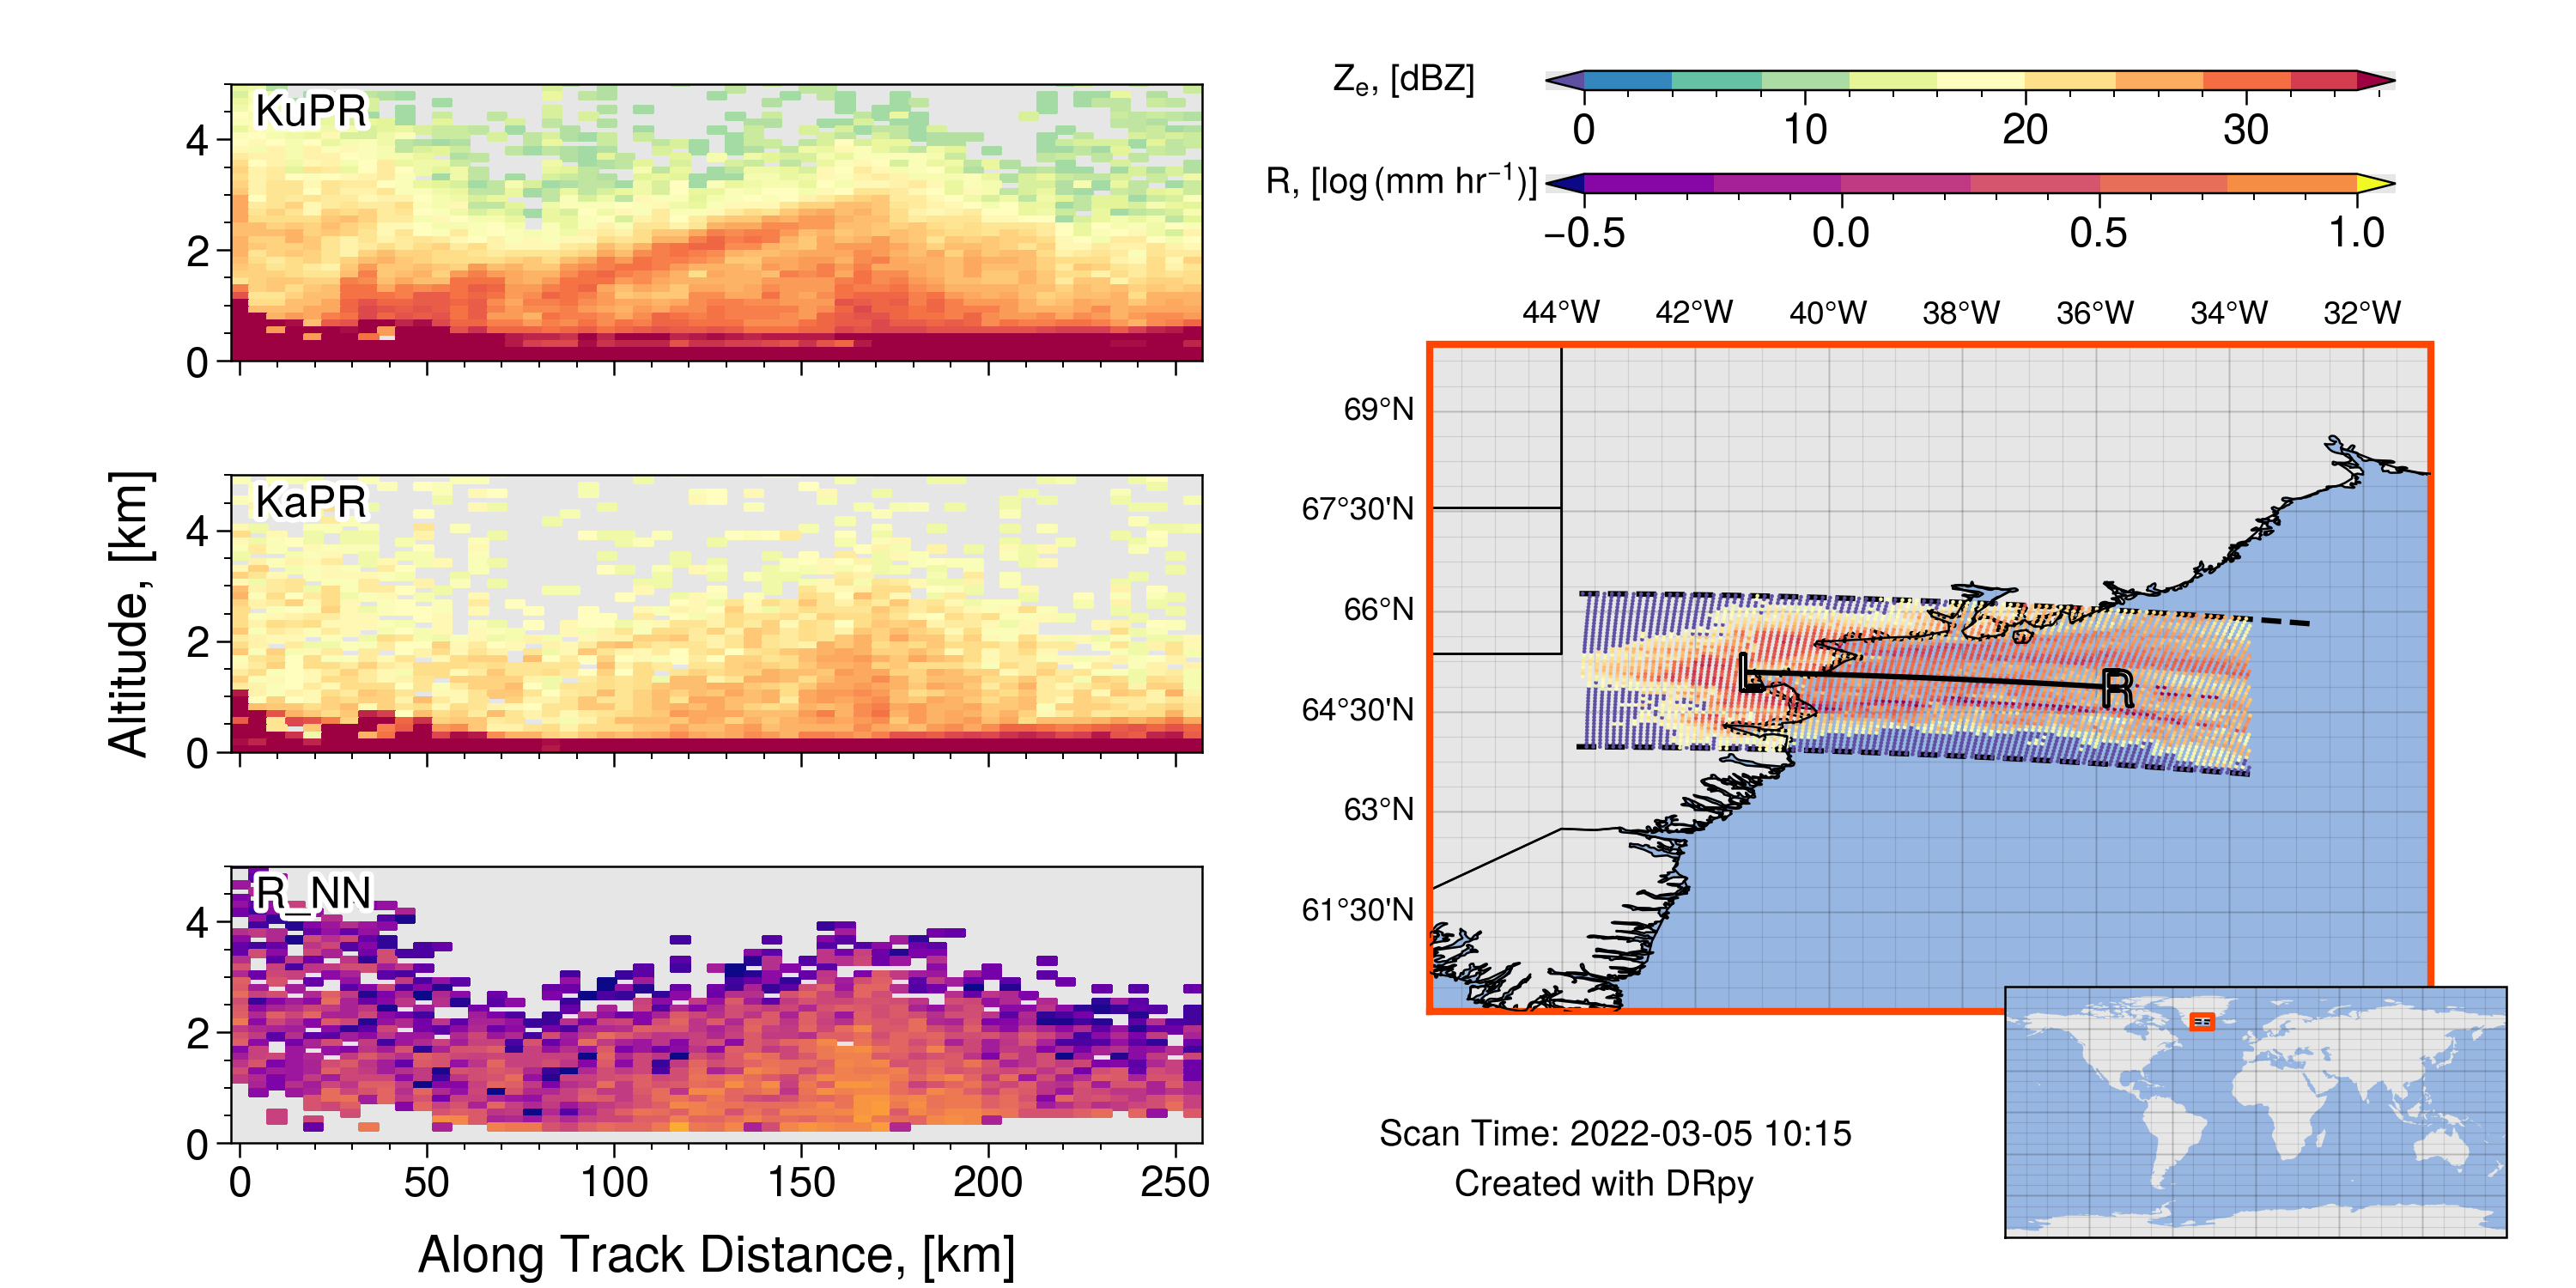 KuPR
4
2
0
KaPR
4
2
0
Altitude, [km]
R_NN
4
2
0
0 50 100 150 200 250
Along Track Distance, [km]
Zₑ, [dBZ]
0 10 20 30
R, [log (mm hr⁻¹)]
−0.5 0.0 0.5 1.0
44°W 42°W 40°W 38°W 36°W 34°W 32°W
69°N
67°30'N
66°N
64°30'N
63°N
61°30'N
L R
Scan Time: 2022-03-05 10:15
Created with DRpy